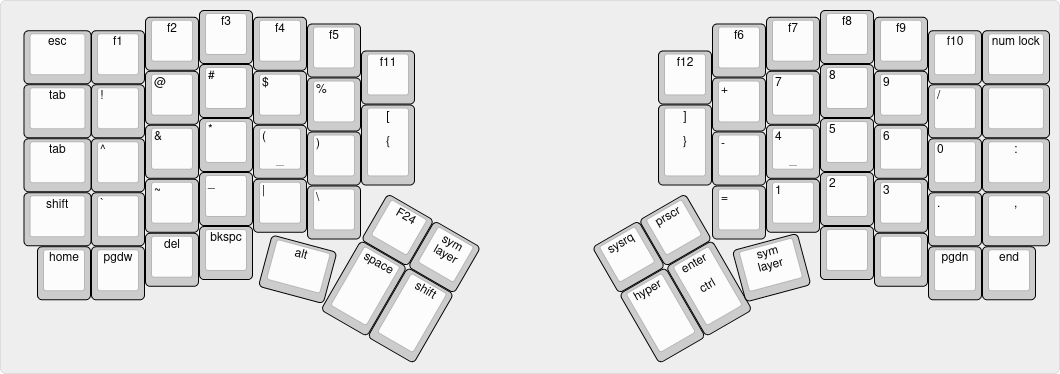 esc f1 f2 f3 f4 f5 f6 f7 f8 f9 f10 num lock
f11 f12
tab ! @ # $ % + 7 8 9 /
[ {
] }
tab ^ & * ( _ ) - 4 _ 5 6 0 :
shift ` ~ _ | \ = 1 2 3 . ,
home pgdw del bkspc alt
F24
sym
layer
space
shift
sysrq
prscr
hyper
enter
ctrl
sym
layer
pgdn end